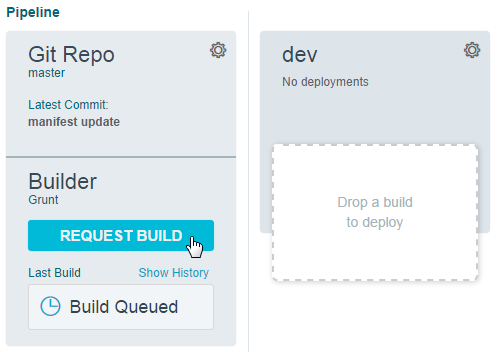 Pipeline
Git Repo
master
Latest Commit:
manifest update
Builder
Grunt
REQUEST BUILD
Last Build
Show History
Build Queued
dev
No deployments
Drop a build
to deploy